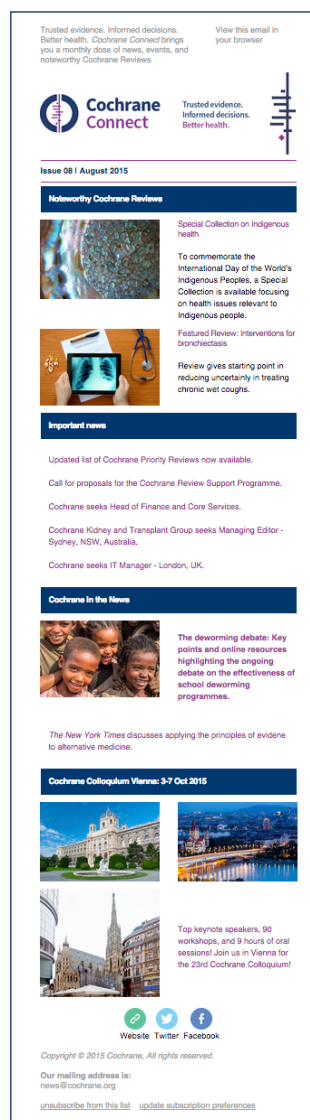 Trusted evidence. Informed decisions.
Better health. Cochrane Connect brings
you a monthly dose of news, events, and
noteworthy Cochrane Reviews
View this email in
your browser
Cochrane
Connect
Trusted evidence.
Informed decisions.
Better health.
Issue 08 | August 2015
Noteworthy Cochrane Reviews
Special Collection on Indigenous
health
To commemorate the
International Day of the World's
Indigenous Peoples, a Special
Collection is available focusing
on health issues relevant to
Indigenous people.
Featured Review: Interventions for
bronchiectasis
Review gives starting point in
reducing uncertainly in treating
chronic wet coughs.
Important news
Updated list of Cochrane Priority Reviews now available.
Call for proposals for the Cochrane Review Support Programme.
Cochrane seeks Head of Finance and Core Services.
Cochrane Kidney and Transplant Group seeks Managing Editor -
Sydney, NSW, Australia.
Cochrane seeks IT Manager - London, UK.
Cochrane in the News
The deworming debate: Key
points and online resources
highlighting the ongoing
debate on the effectiveness of
school deworming
programmes.
The New York Times discusses applying the principles of evidene
to alternative medicine.
Cochrane Colloquium Vienna: 3-7 Oct 2015
Top keynote speakers, 90
workshops, and 9 hours of oral
sessions! Join us in Vienna for
the 23rd Cochrane Colloquium!
Website Twitter Facebook
Copyright © 2015 Cochrane, All rights reserved.
Our mailing address is:
news@cochrane.org
unsubscribe from this list update subscription preferences